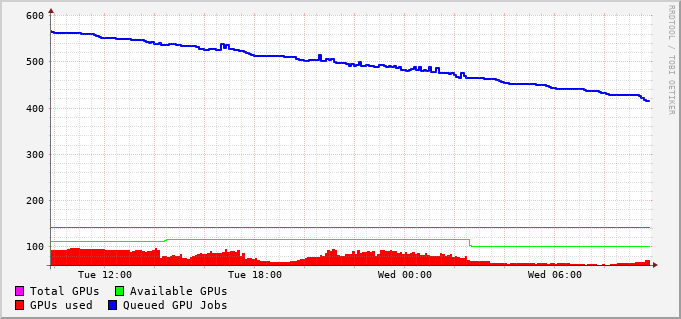 600
500
400
300
200
100
Tue 12:00 Tue 18:00 Wed 00:00 Wed 06:00
Total GPUs Available GPUs
GPUs used Queued GPU Jobs
RRDTOOL / TOBI OETIKER